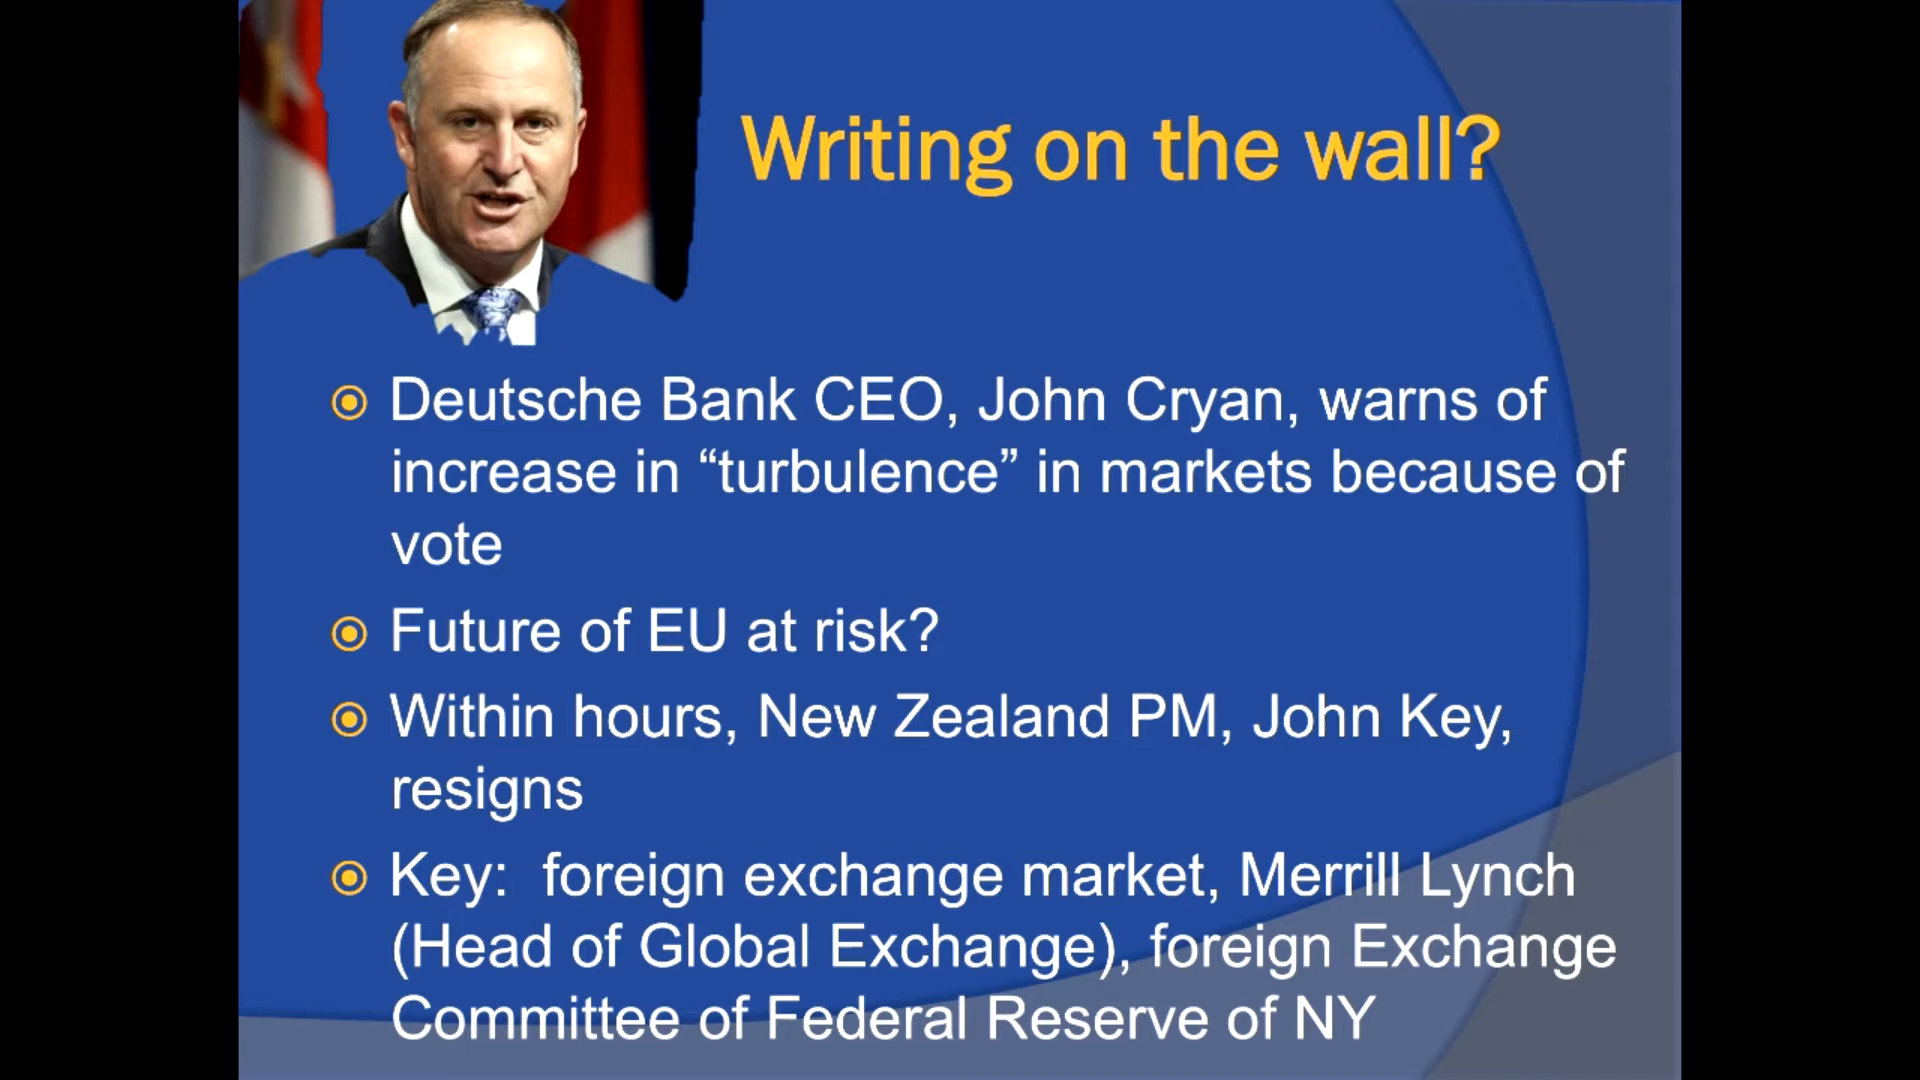 Writing on the wall?
Deutsche Bank CEO, John Cryan, warns of
increase in “turbulence” in markets because of
vote
Future of EU at risk?
Within hours, New Zealand PM, John Key,
resigns
Key:  foreign exchange market, Merrill Lynch
(Head of Global Exchange), foreign Exchange
Committee of Federal Reserve of NY